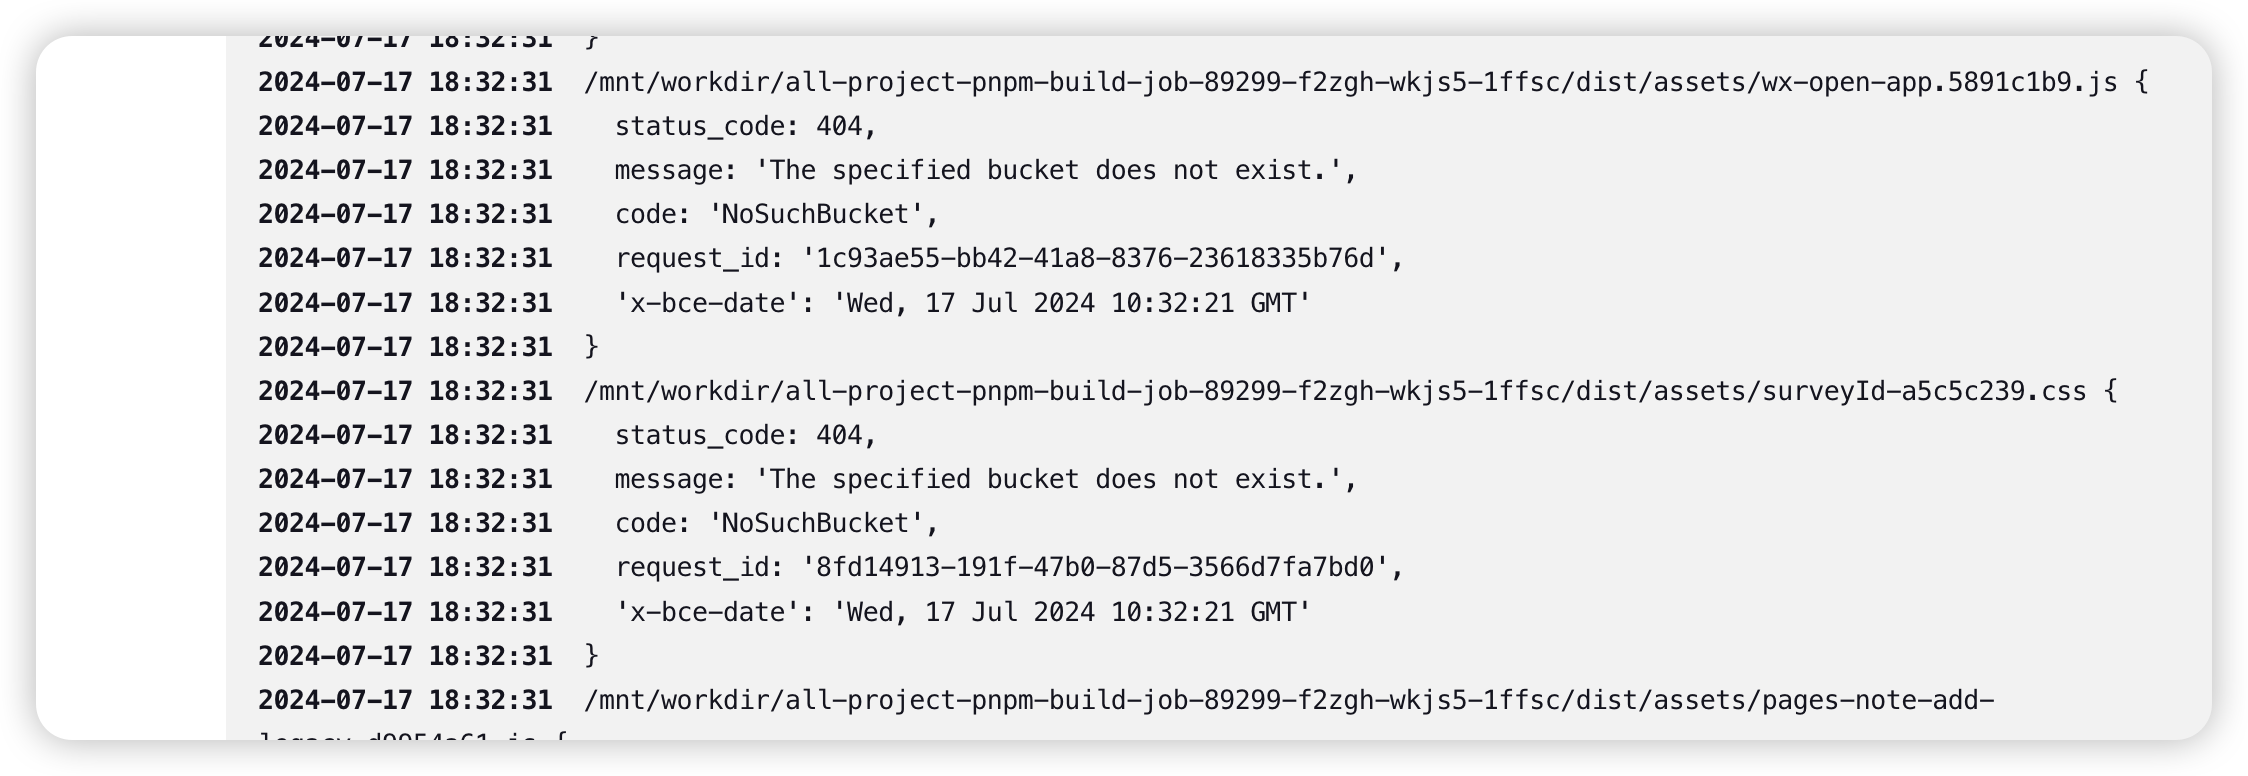 2024-07-17 18:32:31 }
2024-07-17 18:32:31 /mnt/workdir/all-project-pnpm-build-job-89299-f2zgh-wkjs5-1ffsc/dist/assets/wx-open-app.5891c1b9.js {
2024-07-17 18:32:31 status_code: 404,
2024-07-17 18:32:31 message: 'The specified bucket does not exist.',
2024-07-17 18:32:31 code: 'NoSuchBucket',
2024-07-17 18:32:31 request_id: '1c93ae55-bb42-41a8-8376-23618335b76d',
2024-07-17 18:32:31 'x-bce-date': 'Wed, 17 Jul 2024 10:32:21 GMT'
2024-07-17 18:32:31 }
2024-07-17 18:32:31 /mnt/workdir/all-project-pnpm-build-job-89299-f2zgh-wkjs5-1ffsc/dist/assets/surveyId-a5c5c239.css {
2024-07-17 18:32:31 status_code: 404,
2024-07-17 18:32:31 message: 'The specified bucket does not exist.',
2024-07-17 18:32:31 code: 'NoSuchBucket',
2024-07-17 18:32:31 request_id: '8fd14913-191f-47b0-87d5-3566d7fa7bd0',
2024-07-17 18:32:31 'x-bce-date': 'Wed, 17 Jul 2024 10:32:21 GMT'
2024-07-17 18:32:31 }
2024-07-17 18:32:31 /mnt/workdir/all-project-pnpm-build-job-89299-f2zgh-wkjs5-1ffsc/dist/assets/pages-note-add-